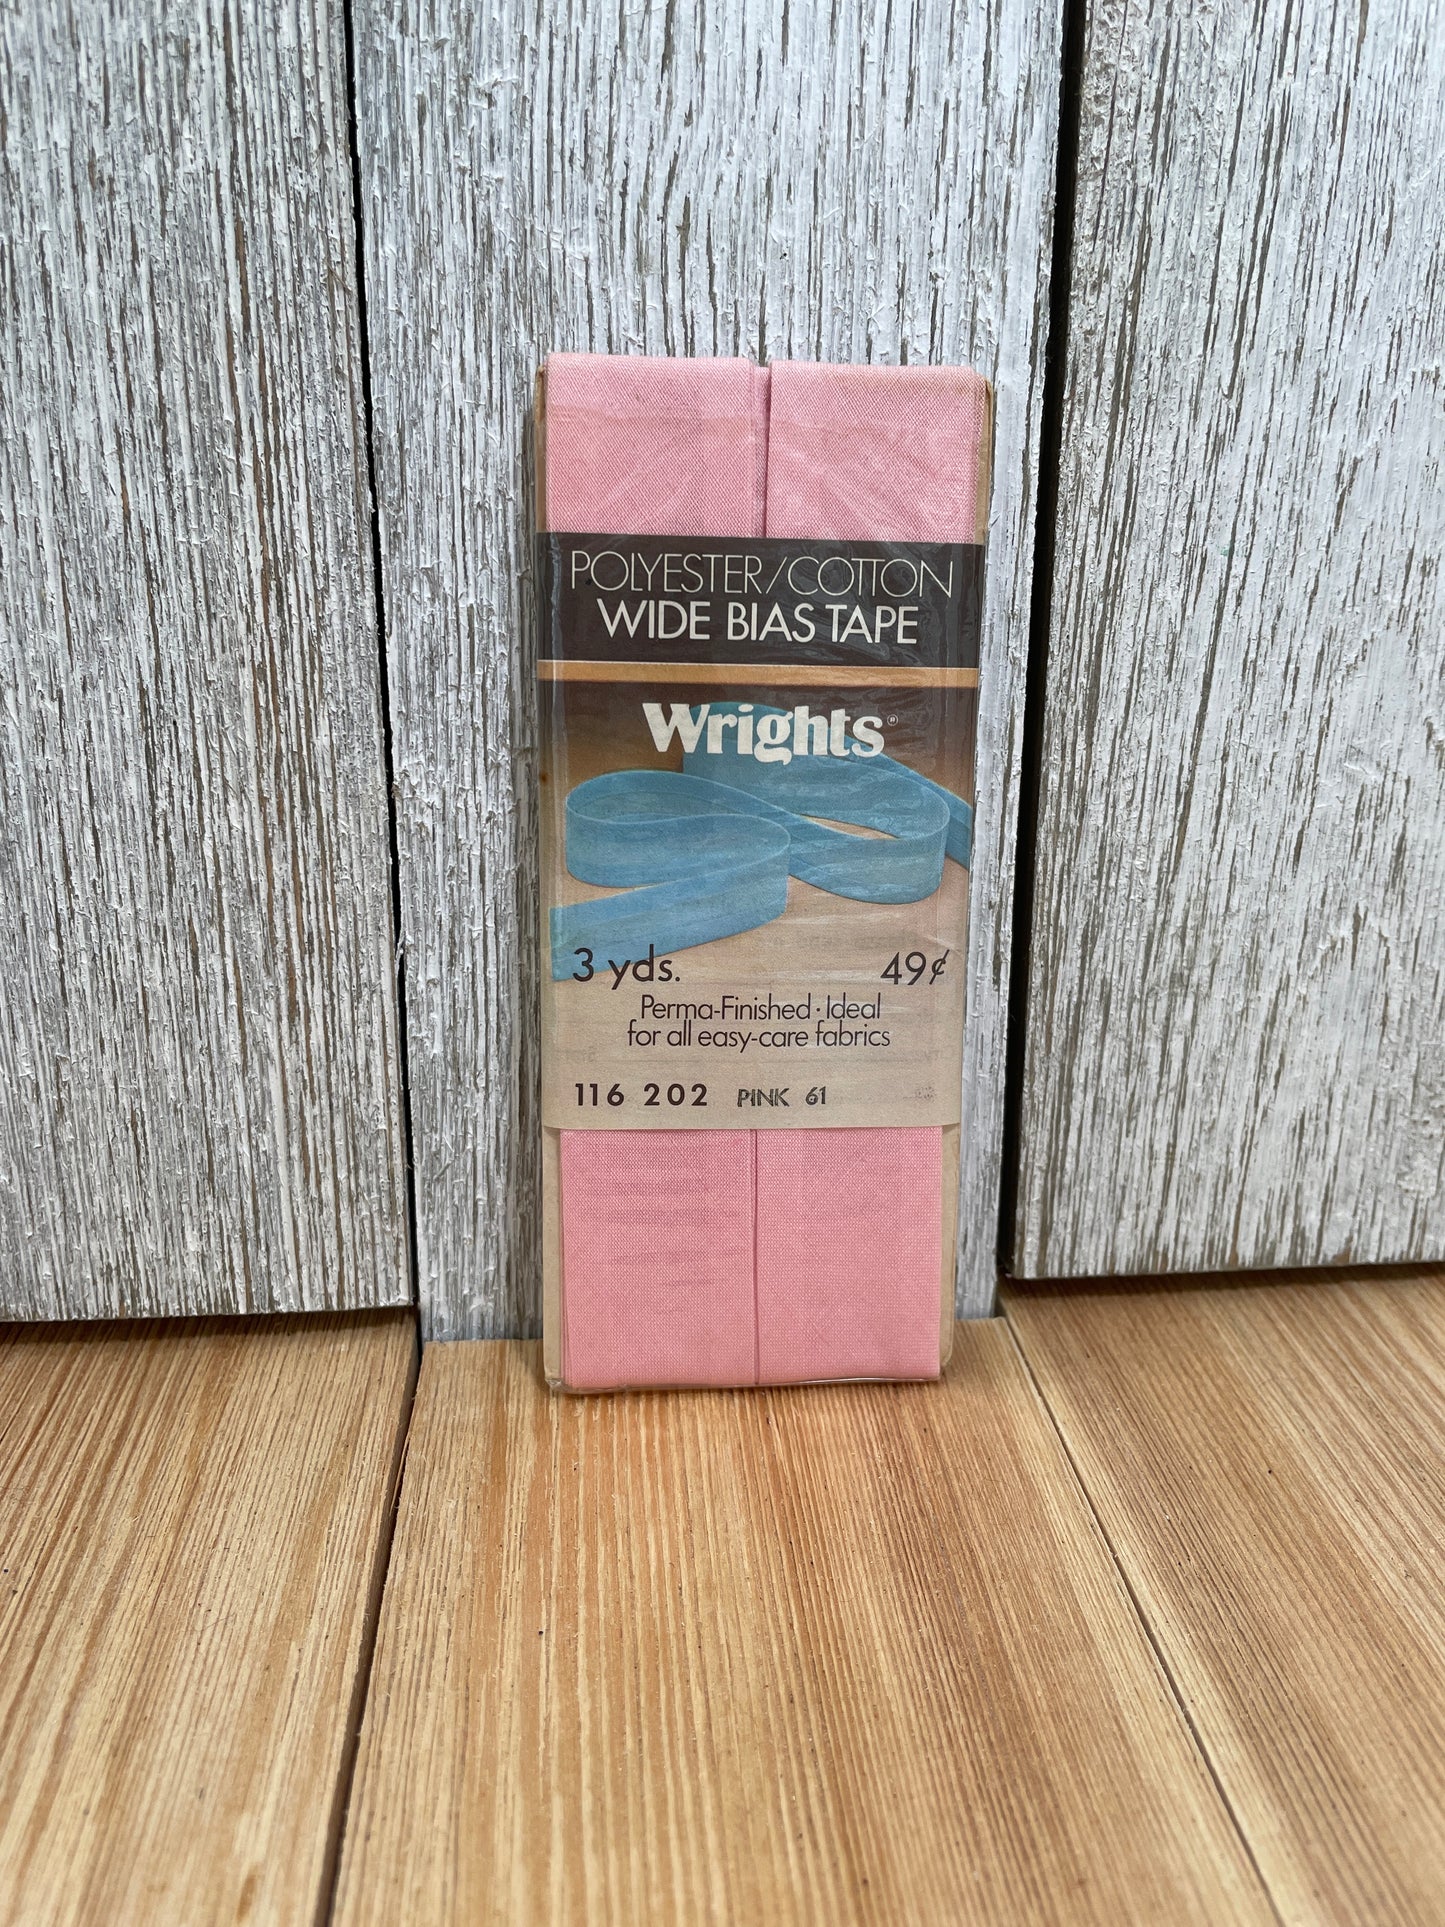 POLYESTER/COTTON
WIDE BIAS TAPE
Wrights®
3 yds. 49¢
Perma-Finished · Ideal
for all easy-care fabrics
116 202 PINK 61